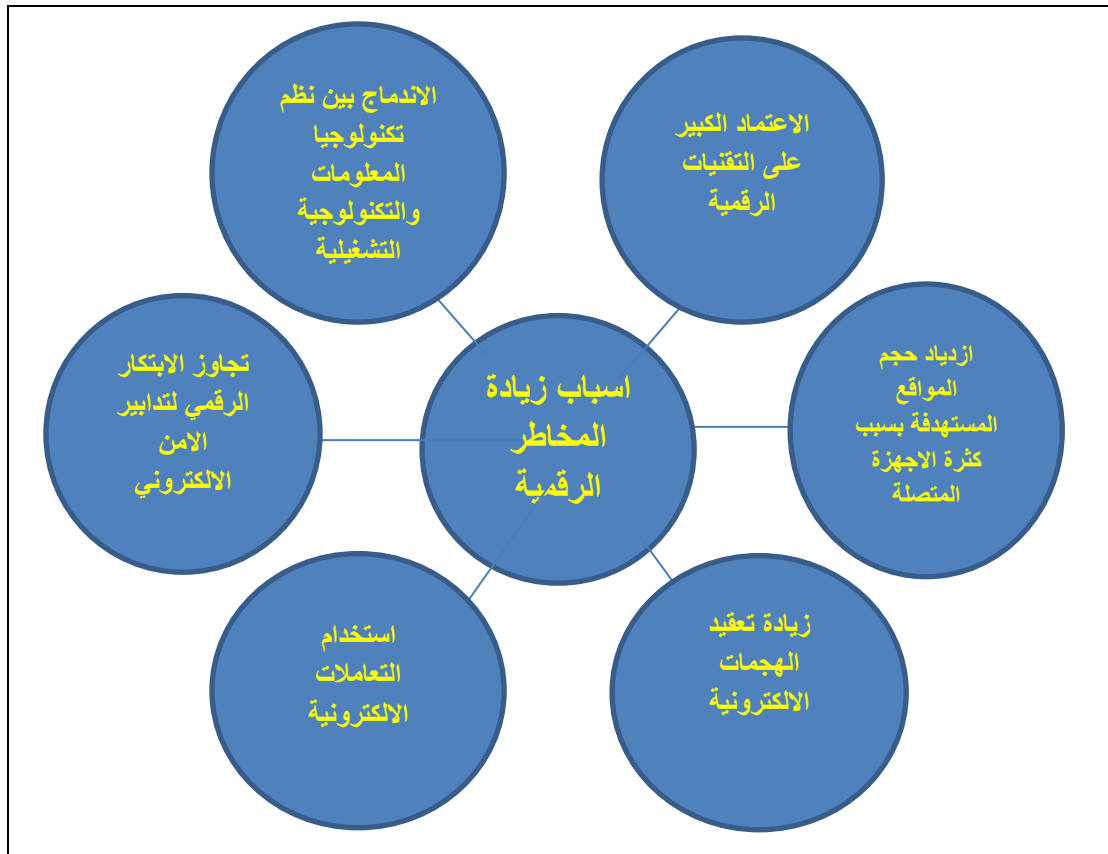 الاعتماد الكبير
على التقنيات
الرقمية
الاندماج بين نظم
تكنولوجيا
المعلومات
والتكنولوجية
التشغيلية
ازدياد حجم
المواقع
المستهدفة بسبب
كثرة الاجهزة
المتصلة
اسباب زيادة
المخاطر
الرقمية
تجاوز الابتكار
الرقمي لتدابير
الامن
الالكتروني
زيادة تعقيد
الهجمات
الالكترونية
استخدام
التعاملات
الالكترونية